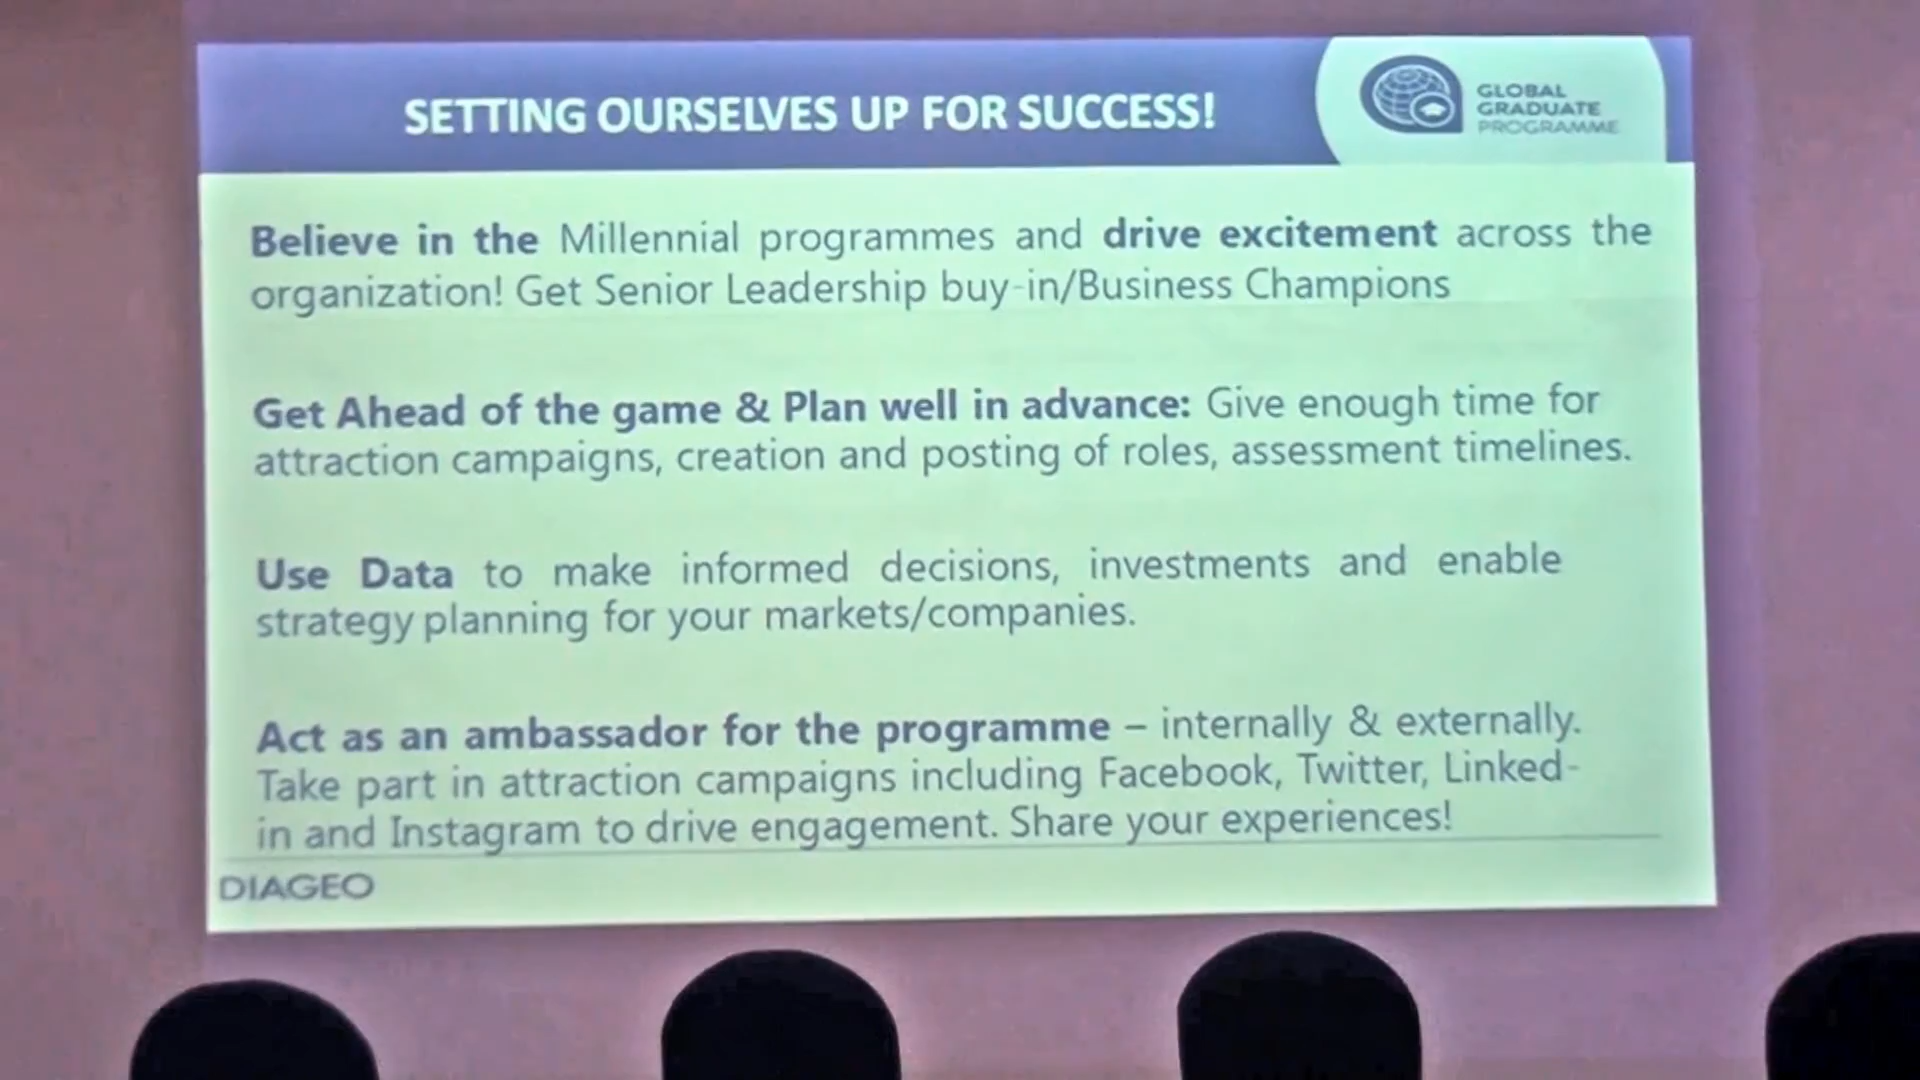 SETTING OURSELVES UP FOR SUCCESS!
GLOBAL
GRADUATE
PROGRAMME
Believe in the Millennial programmes and drive excitement across the
organization! Get Senior Leadership buy-in/Business Champions
Get Ahead of the game & Plan well in advance: Give enough time for
attraction campaigns, creation and posting of roles, assessment timelines.
Use Data to make informed decisions, investments and enable
strategy planning for your markets/companies.
Act as an ambassador for the programme – internally & externally.
Take part in attraction campaigns including Facebook, Twitter, Linked-
in and Instagram to drive engagement. Share your experiences!
DIAGEO